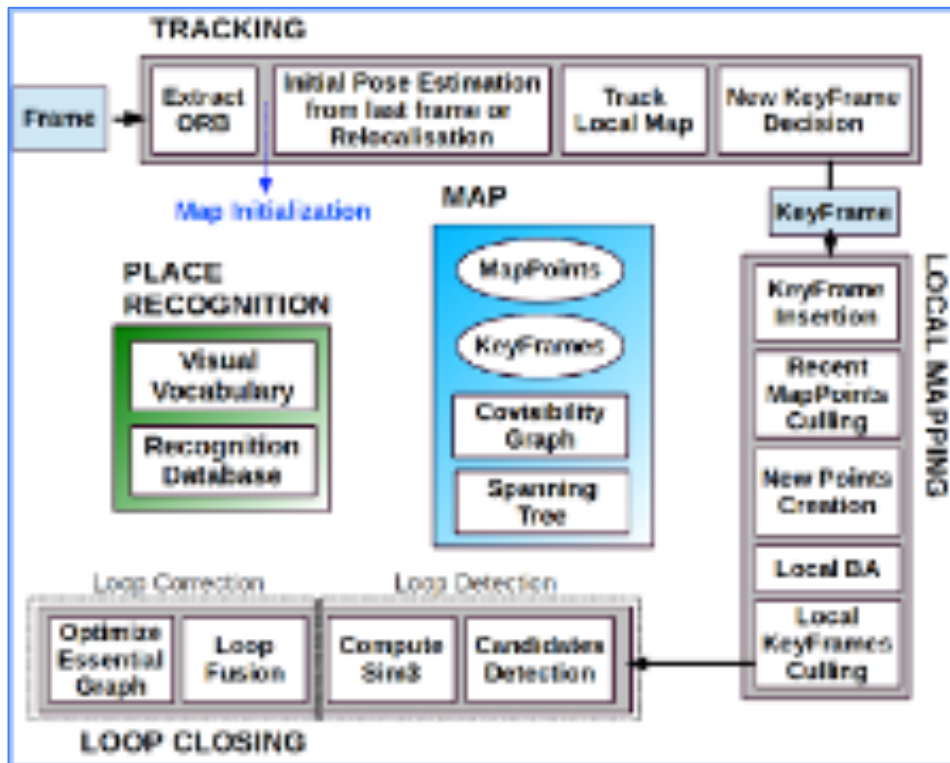 TRACKING
Frame
Extract
ORB
Initial Pose Estimation
from last frame or
Relocalisation
Track
Local Map
New KeyFrame
Decision
Map Initialization
MAP
KeyFrame
PLACE
RECOGNITION
Visual
Vocabulary
Recognition
Database
MapPoints
KeyFrames
Covisibility
Graph
Spanning
Tree
LOCAL MAPPING
KeyFrame
Insertion
Recent
MapPoints
Culling
New Points
Creation
Local BA
Local
KeyFrames
Culling
Loop Correction
Loop Detection
Optimize
Essential
Graph
Loop
Fusion
Compute
Sim3
Candidates
Detection
LOOP CLOSING